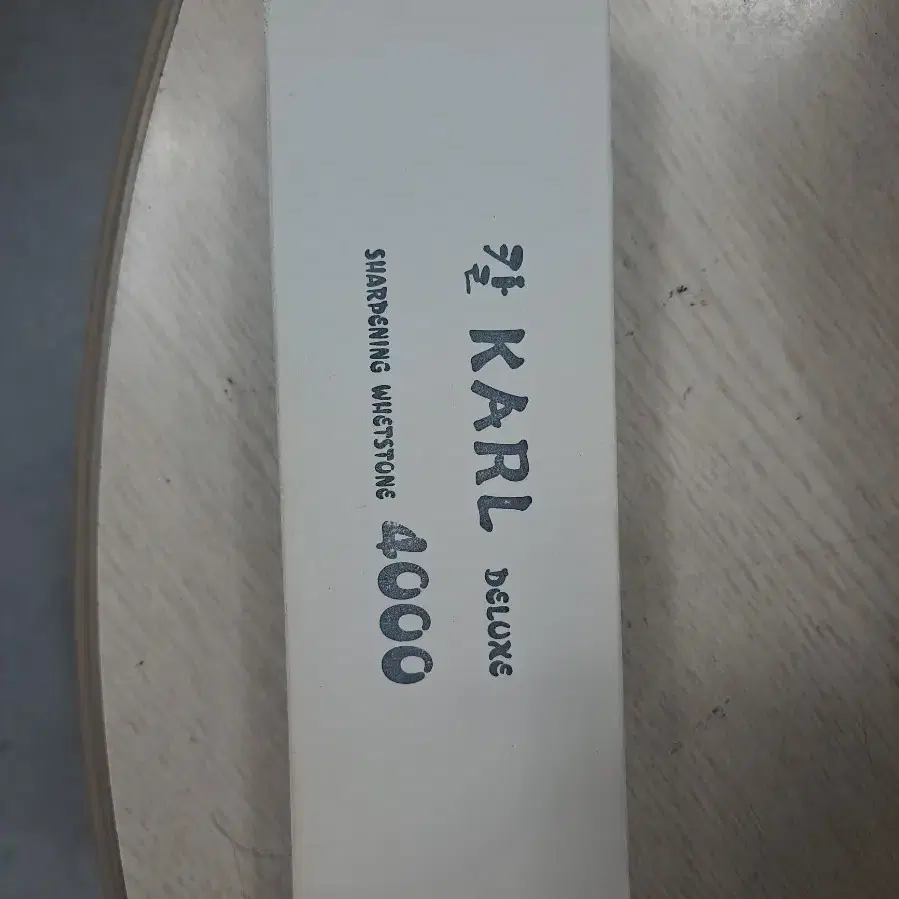 칼 KARL DELUXE
SHARPENING WHETSTONE 4000